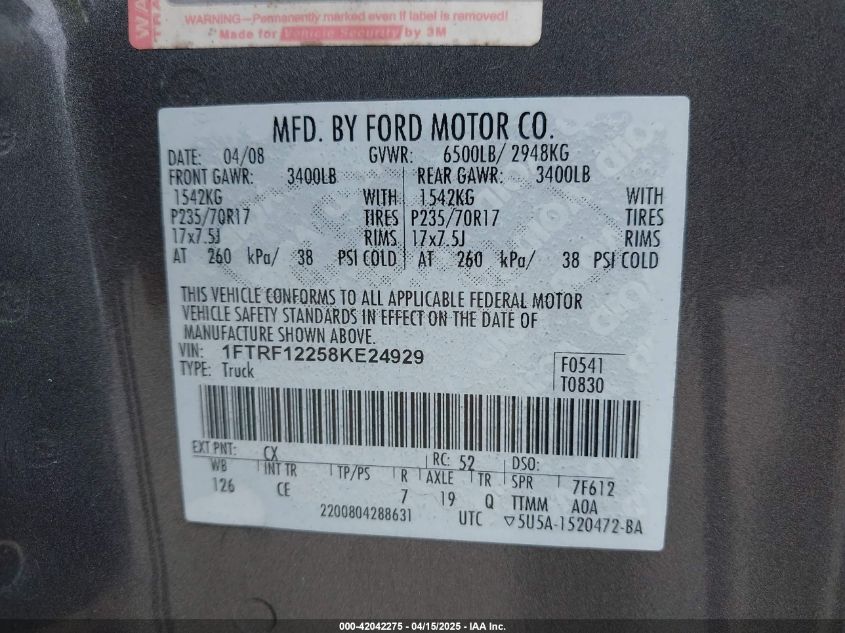 WARNING—Permanently marked even if label is removed!
Made for Vehicle Security by 3M
MFD. BY FORD MOTOR CO.
DATE: 04/08 GVWR: 6500LB/ 2948KG
FRONT GAWR: 3400LB REAR GAWR: 3400LB
1542KG WITH 1542KG WITH
P235/70R17 TIRES P235/70R17 TIRES
17x7.5J RIMS 17x7.5J RIMS
AT 260 kPa/ 38 PSI COLD AT 260 kPa/ 38 PSI COLD
THIS VEHICLE CONFORMS TO ALL APPLICABLE FEDERAL MOTOR
VEHICLE SAFETY STANDARDS IN EFFECT ON THE DATE OF
MANUFACTURE SHOWN ABOVE.
VIN: 1FTRF12258KE24929 F0541
TYPE: Truck T0830
EXT PNT: CX RC: 52 DSO:
WB INT TR TP/PS R AXLE TR SPR 7F612
126 CE 7 19 Q TTMM A0A
2200804288631 UTC ▽5U5A-1520472-BA
000-42042275 - 04/15/2025 - IAA Inc.